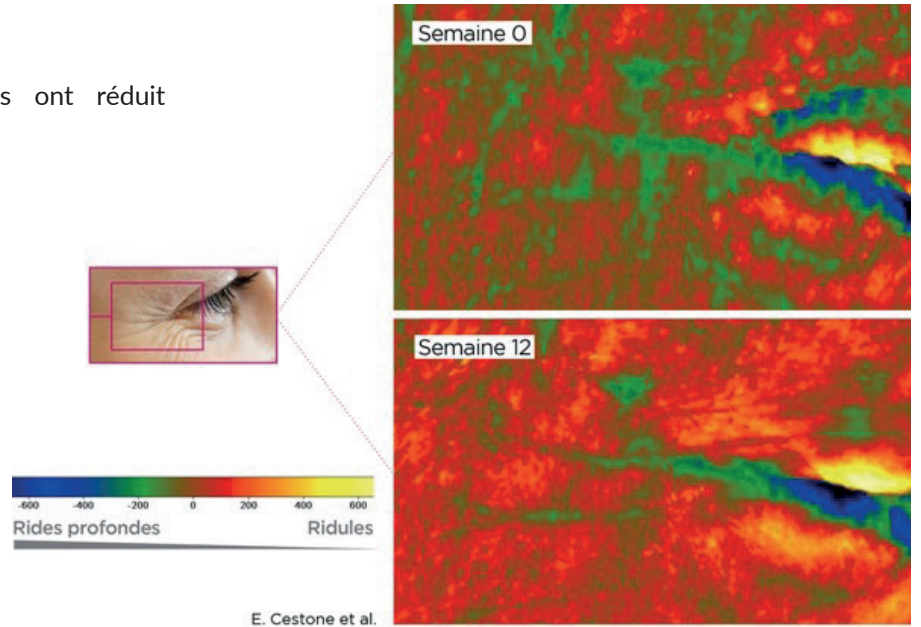 s ont réduit
Semaine 0
Semaine 12
-600 -400 -200 0 200 400 600
Rides profondes Ridules
E. Cestone et al.